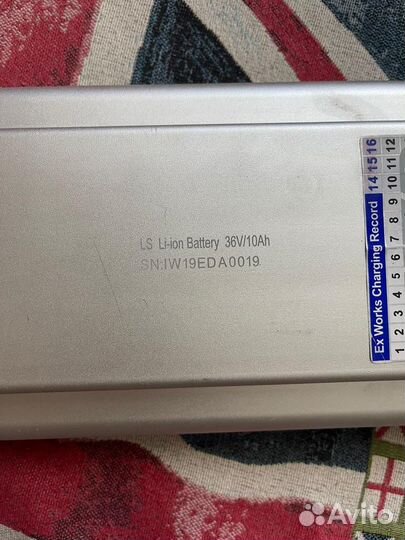 LS Li-ion Battery 36V/10Ah
SN:IW19EDA0019
Ex Works Charging Record 14 15 16
1 2 3 4 5 6 7 8 9 10 11 12
Avito